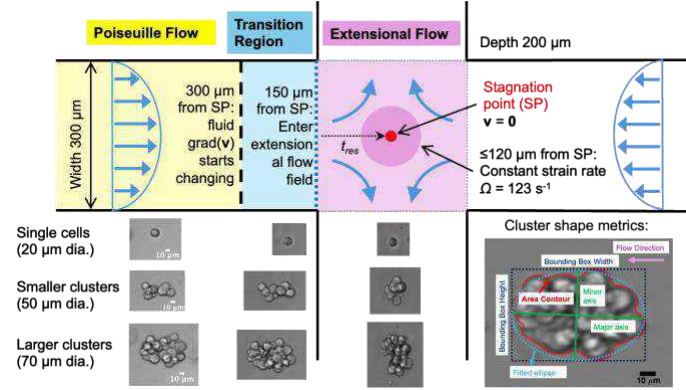 Poiseuille Flow
Transition
Region
Extensional Flow
Depth 200 µm
Width 300 µm
300 µm
from SP:
fluid
grad(v)
starts
changing
150 µm
from SP:
Enter
extension
al flow
field
t_res
Stagnation
point (SP)
v = 0
≤120 µm from SP:
Constant strain rate
Ω = 123 s⁻¹
Single cells
(20 µm dia.)
10 µm
Smaller clusters
(50 µm dia.)
10 µm
Larger clusters
(70 µm dia.)
10 µm
Cluster shape metrics:
Flow Direction
Bounding Box Width
Bounding Box Height
Area Contour
Minor
axis
Major axis
Fitted ellipse
10 µm